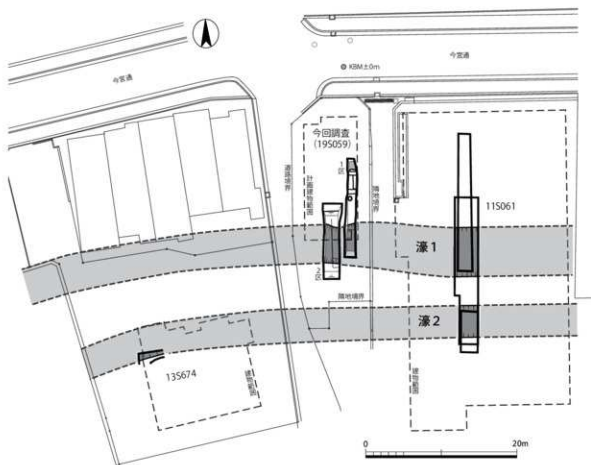 今宮通
KBM±0m
今宮通
今回調査
(19S059)
1区
計画建物範囲
道路境界
隣地境界
11S061
濠1
2区
隣地境界
濠2
13S674
建物範囲
建物範囲
0
20m